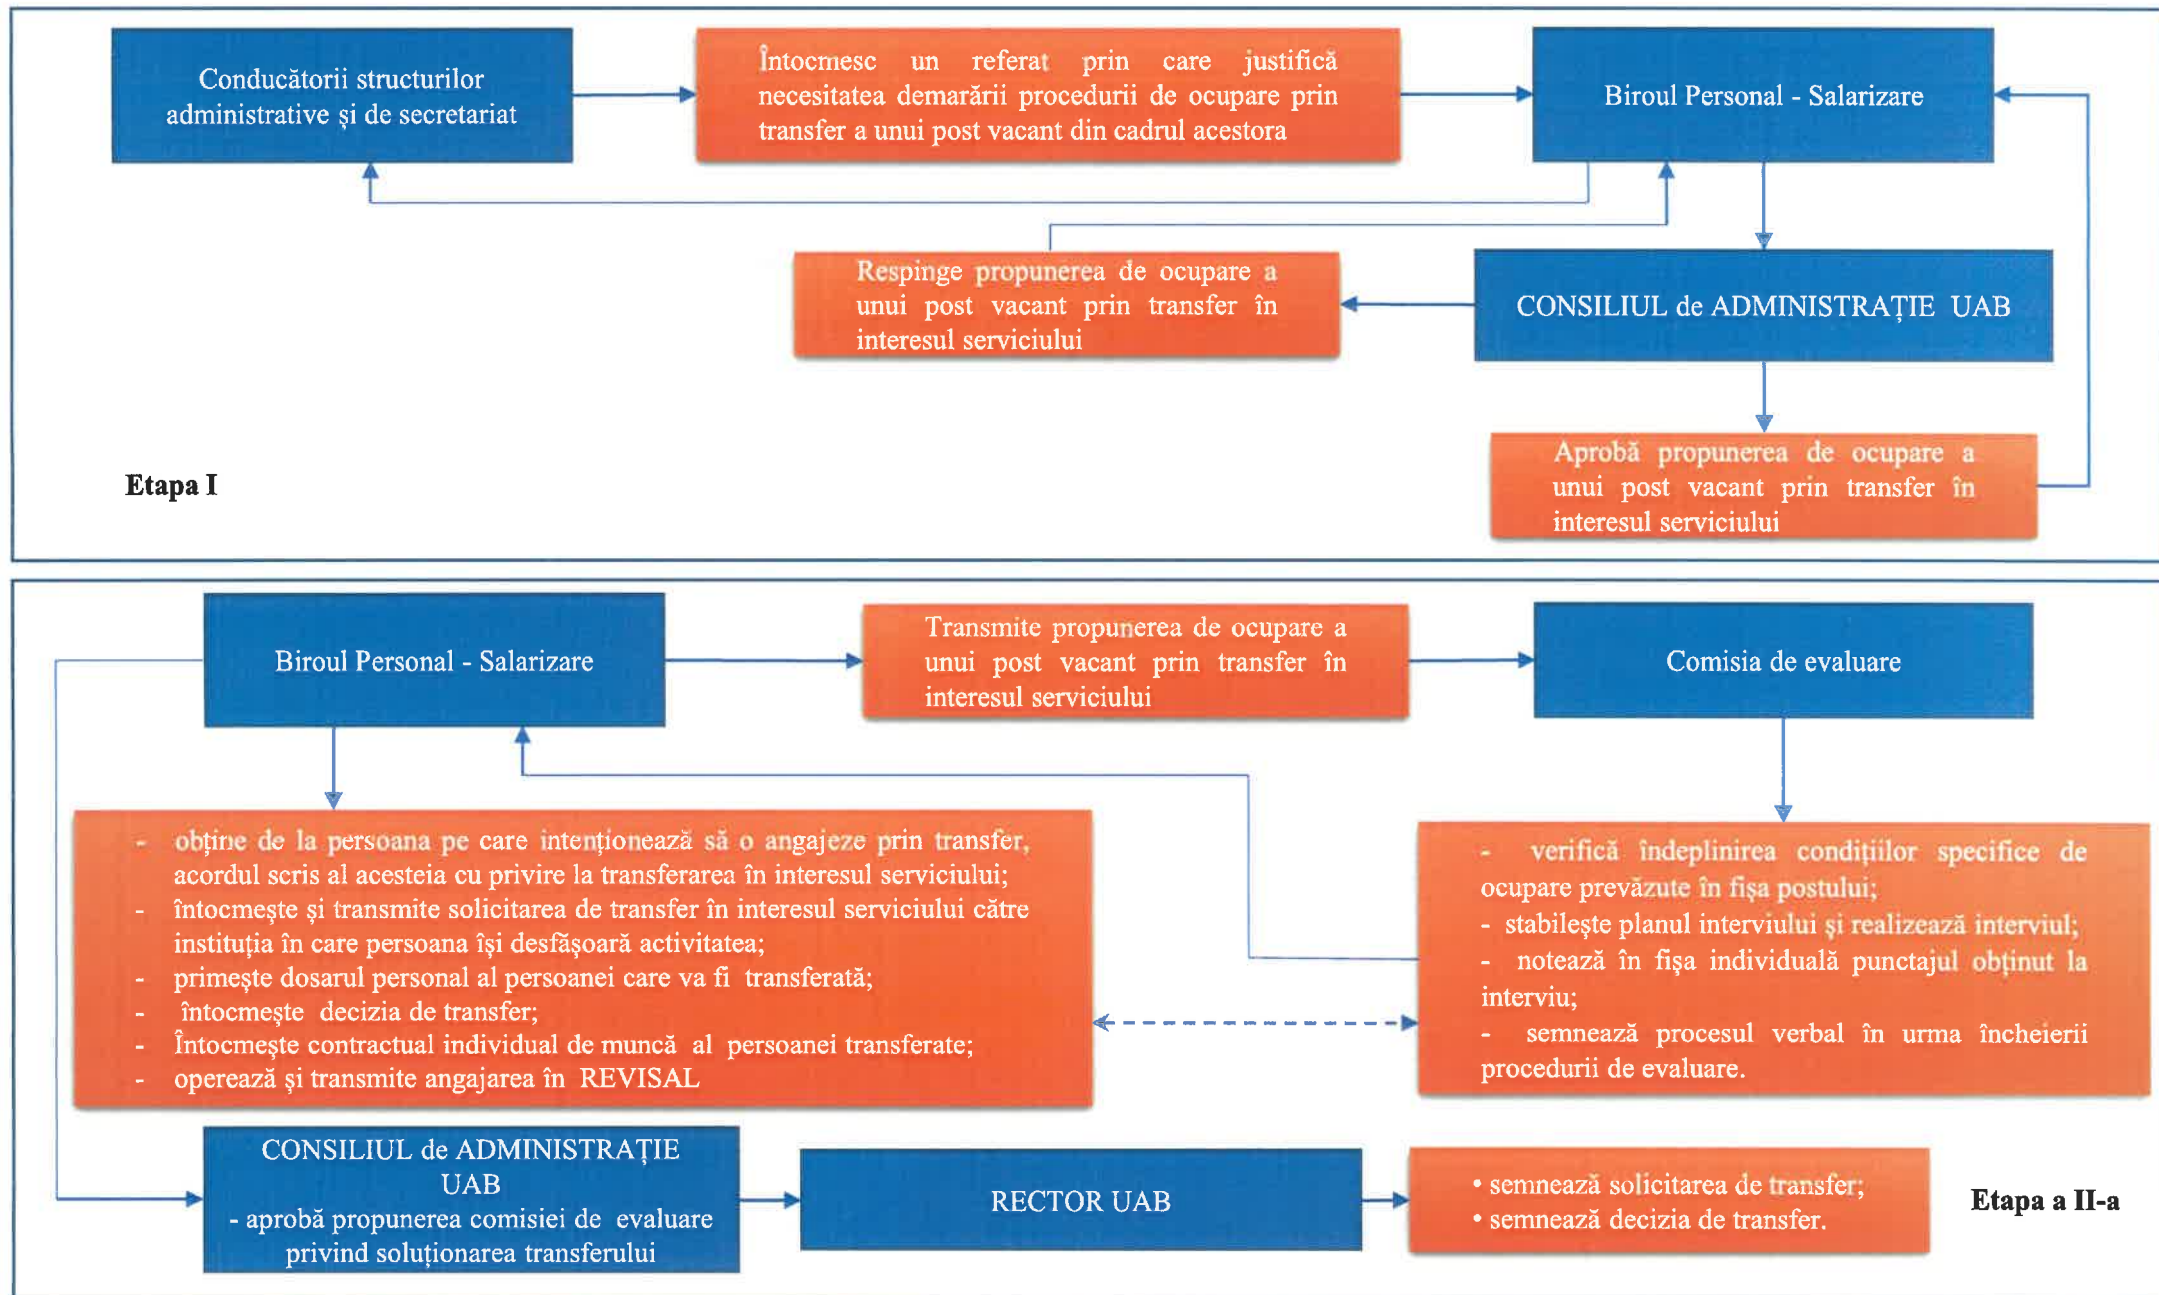 Conducătorii structurilor
administrative și de secretariat
Întocmesc un referat prin care justifică
necesitatea demarării procedurii de ocupare prin
transfer a unui post vacant din cadrul acestora
Biroul Personal - Salarizare
Respinge propunerea de ocupare a
unui post vacant prin transfer în
interesul serviciului
CONSILIUL de ADMINISTRAȚIE UAB
Aprobă propunerea de ocupare a
unui post vacant prin transfer în
interesul serviciului
Etapa I
Biroul Personal - Salarizare
Transmite propunerea de ocupare a
unui post vacant prin transfer în
interesul serviciului
Comisia de evaluare
- obține de la persoana pe care intenționează să o angajeze prin transfer,
acordul scris al acesteia cu privire la transferarea în interesul serviciului;
- întocmește și transmite solicitarea de transfer în interesul serviciului către
instituția în care persoana își desfășoară activitatea;
- primește dosarul personal al persoanei care va fi transferată;
- întocmește decizia de transfer;
- Întocmește contractual individual de muncă al persoanei transferate;
- operează și transmite angajarea în REVISAL
- verifică îndeplinirea condițiilor specifice de
ocupare prevăzute în fișa postului;
- stabilește planul interviului și realizează interviul;
- notează în fișa individuală punctajul obținut la
interviu;
- semnează procesul verbal în urma încheierii
procedurii de evaluare.
CONSILIUL de ADMINISTRAȚIE
UAB
- aprobă propunerea comisiei de evaluare
privind soluționarea transferului
RECTOR UAB
• semnează solicitarea de transfer;
• semnează decizia de transfer.
Etapa a II-a